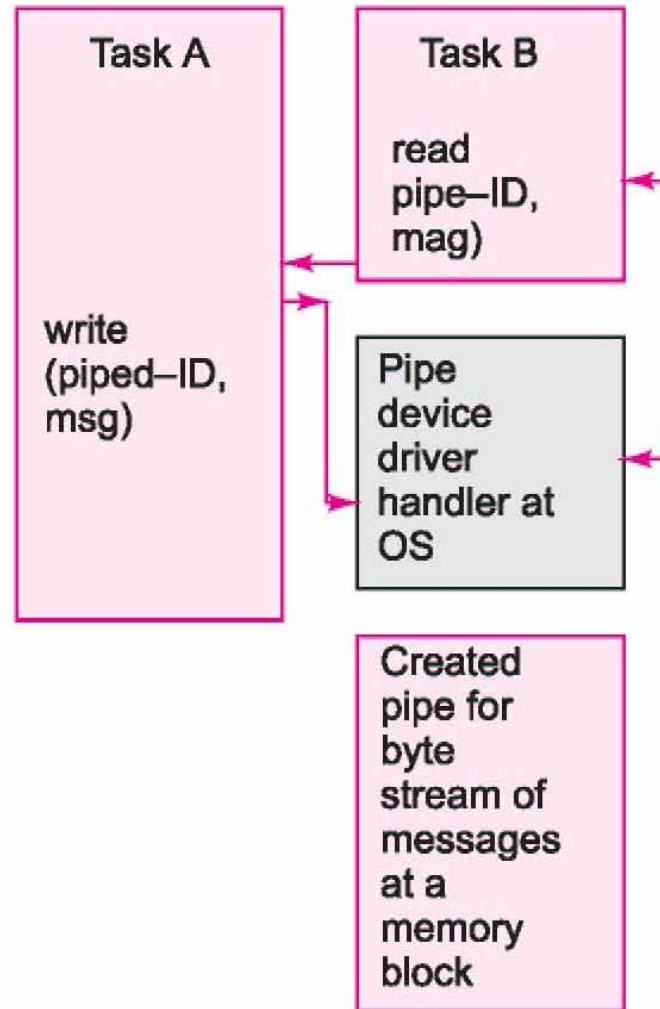 Task A
write
(piped–ID,
msg)
Task B
read
pipe–ID,
mag)
Pipe
device
driver
handler at
OS
Created
pipe for
byte
stream of
messages
at a
memory
block